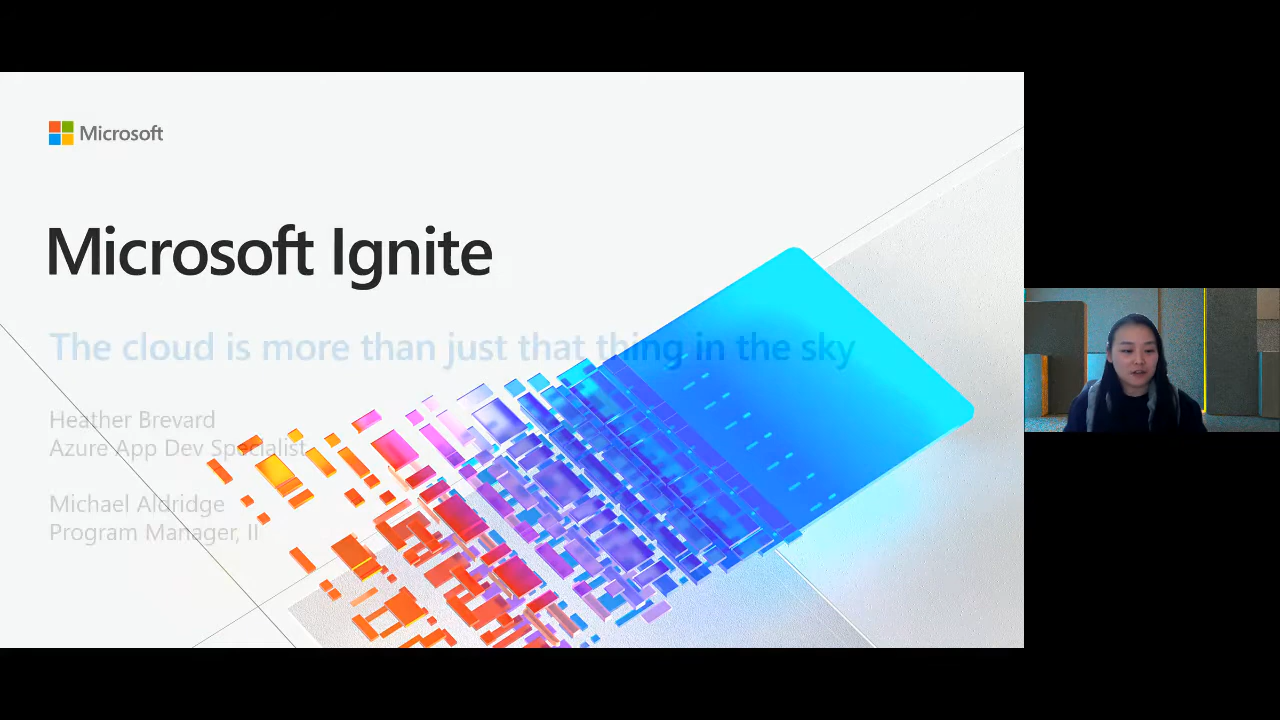 Microsoft
Microsoft Ignite
The cloud is more than just that thing in the sky
Heather Brevard
Azure App Dev Specialist
Michael Aldridge
Program Manager, II